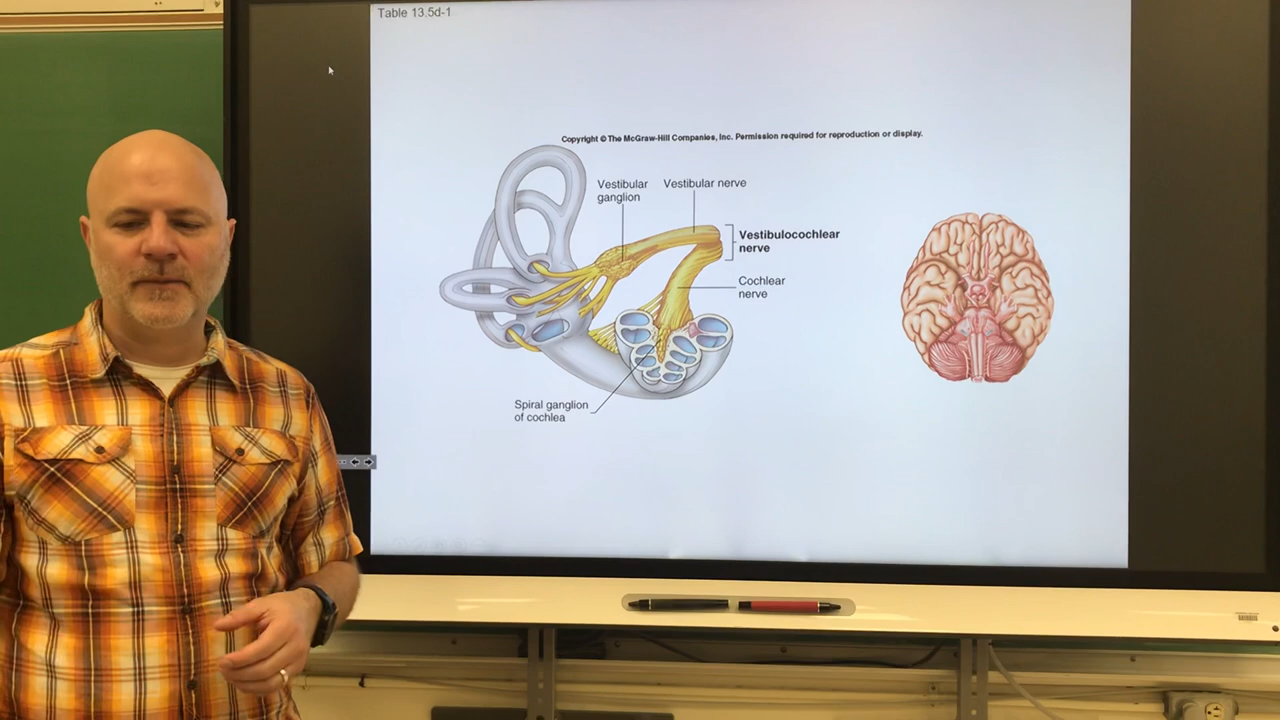 Table 13.5d-1
Copyright © The McGraw-Hill Companies, Inc. Permission required for reproduction or display.
Vestibular
ganglion
Vestibular nerve
Vestibulocochlear
nerve
Cochlear
nerve
Spiral ganglion
of cochlea